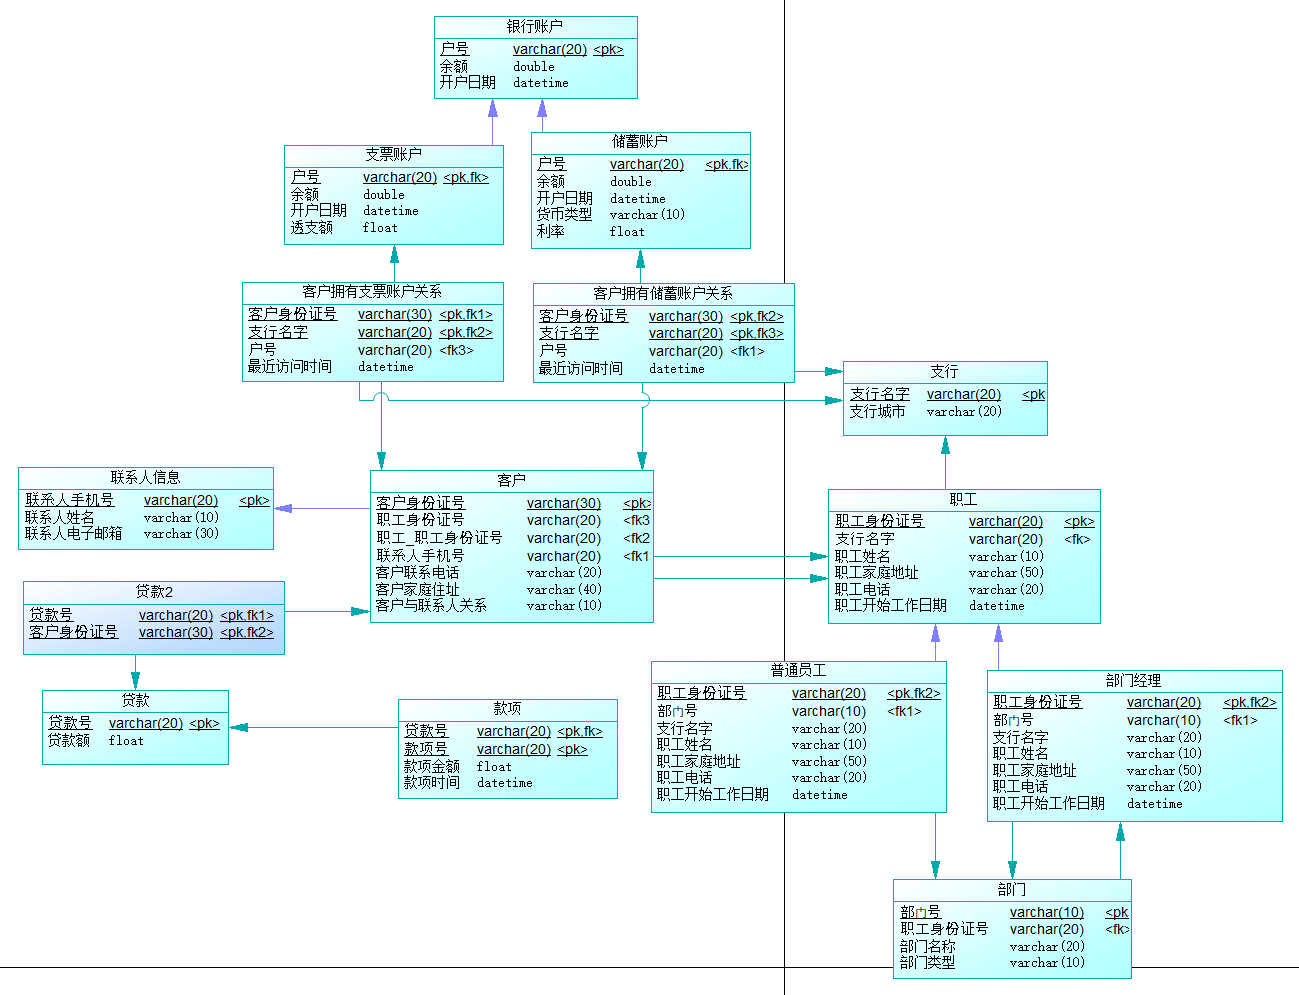 银行账户
户号 varchar(20) <pk>
余额 double
开户日期 datetime
支票账户
户号 varchar(20) <pk,fk>
余额 double
开户日期 datetime
透支额 float
储蓄账户
户号 varchar(20) <pk,fk>
余额 double
开户日期 datetime
货币类型 varchar(10)
利率 float
客户拥有支票账户关系
客户身份证号 varchar(30) <pk,fk1>
支行名字 varchar(20) <pk,fk2>
户号 varchar(20) <fk3>
最近访问时间 datetime
客户拥有储蓄账户关系
客户身份证号 varchar(30) <pk,fk2>
支行名字 varchar(20) <pk,fk3>
户号 varchar(20) <fk1>
最近访问时间 datetime
支行
支行名字 varchar(20) <pk
支行城市 varchar(20)
联系人信息
联系人手机号 varchar(20) <pk>
联系人姓名 varchar(10)
联系人电子邮箱 varchar(30)
客户
客户身份证号 varchar(30) <pk>
职工身份证号 varchar(20) <fk3
职工_职工身份证号 varchar(20) <fk2
联系人手机号 varchar(20) <fk1
客户联系电话 varchar(20)
客户家庭住址 varchar(40)
客户与联系人关系 varchar(10)
职工
职工身份证号 varchar(20) <pk>
支行名字 varchar(20) <fk>
职工姓名 varchar(10)
职工家庭地址 varchar(50)
职工电话 varchar(20)
职工开始工作日期 datetime
贷款2
贷款号 varchar(20) <pk,fk1>
客户身份证号 varchar(30) <pk,fk2>
贷款
贷款号 varchar(20) <pk>
贷款额 float
款项
贷款号 varchar(20) <pk,fk>
款项号 varchar(20) <pk>
款项金额 float
款项时间 datetime
普通员工
职工身份证号 varchar(20) <pk,fk2>
部门号 varchar(10) <fk1>
支行名字 varchar(20)
职工姓名 varchar(10)
职工家庭地址 varchar(50)
职工电话 varchar(20)
职工开始工作日期 datetime
部门经理
职工身份证号 varchar(20) <pk,fk2>
部门号 varchar(10) <fk1>
支行名字 varchar(20)
职工姓名 varchar(10)
职工家庭地址 varchar(50)
职工电话 varchar(20)
职工开始工作日期 datetime
部门
部门号 varchar(10) <pk
职工身份证号 varchar(20) <fk>
部门名称 varchar(20)
部门类型 varchar(10)